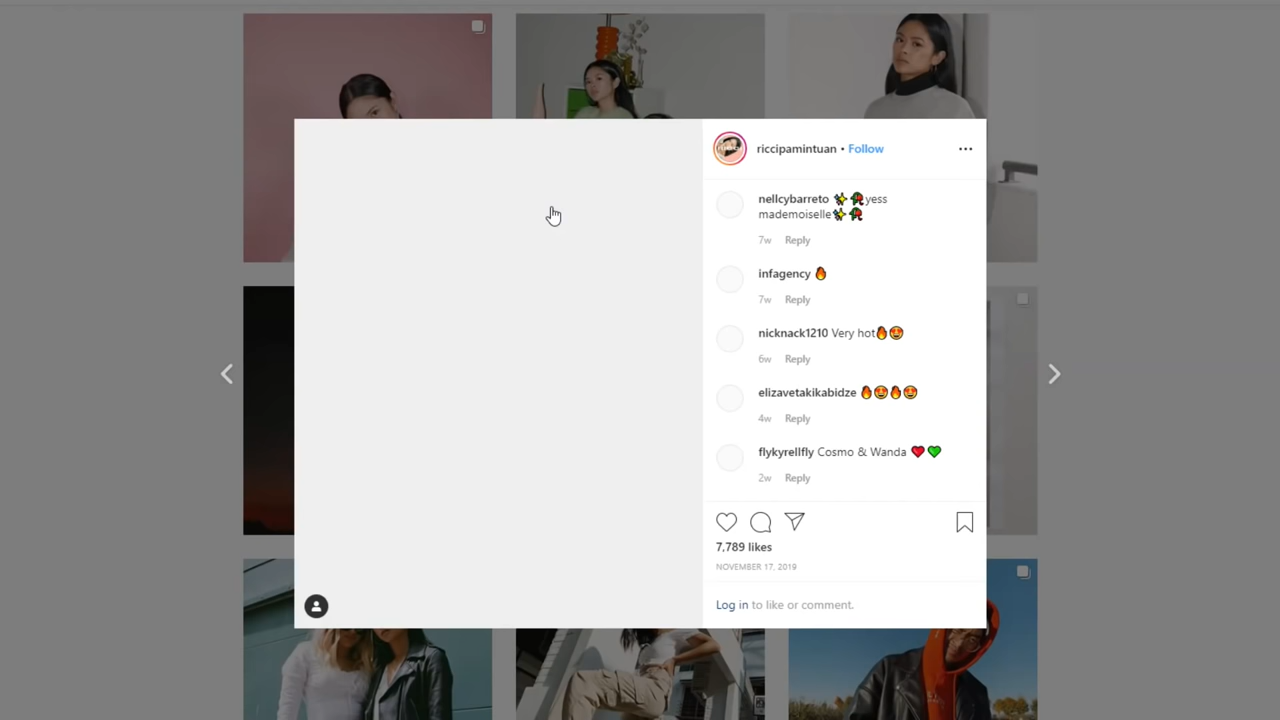 riccipamintuan • Follow
nellcybarreto ✨🥀yess
mademoiselle✨🥀
7w Reply
infagency 🔥
7w Reply
nicknack1210 Very hot🔥😍
6w Reply
elizavetakikabidze 🔥😍🔥😍
4w Reply
flykyrellfly Cosmo & Wanda ❤️💚
2w Reply
7,789 likes
NOVEMBER 17, 2019
Log in to like or comment.